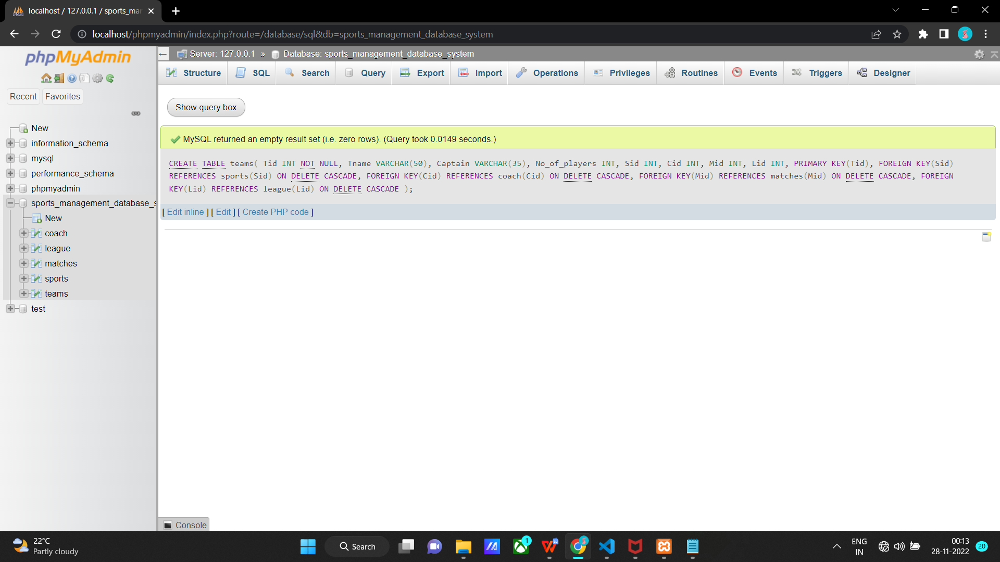 localhost / 127.0.0.1 / sports_mar
localhost/phpmyadmin/index.php?route=/database/sql&db=sports_management_database_system
phpMyAdmin
Recent Favorites
New
information_schema
mysql
performance_schema
phpmyadmin
sports_management_database_s
New
coach
league
matches
sports
teams
test
Server: 127.0.0.1 » Database: sports_management_database_system
Structure SQL Search Query Export Import Operations Privileges Routines Events Triggers Designer
Show query box
MySQL returned an empty result set (i.e. zero rows). (Query took 0.0149 seconds.)
CREATE TABLE teams( Tid INT NOT NULL, Tname VARCHAR(50), Captain VARCHAR(35), No_of_players INT, Sid INT, Cid INT, Mid INT, Lid INT, PRIMARY KEY(Tid), FOREIGN KEY(Sid)
REFERENCES sports(Sid) ON DELETE CASCADE, FOREIGN KEY(Cid) REFERENCES coach(Cid) ON DELETE CASCADE, FOREIGN KEY(Mid) REFERENCES matches(Mid) ON DELETE CASCADE, FOREIGN
KEY(Lid) REFERENCES league(Lid) ON DELETE CASCADE );
[ Edit inline ] [ Edit ] [ Create PHP code ]
Console
22°C
Partly cloudy
Search
1
ENG
IN
00:13
28-11-2022
20